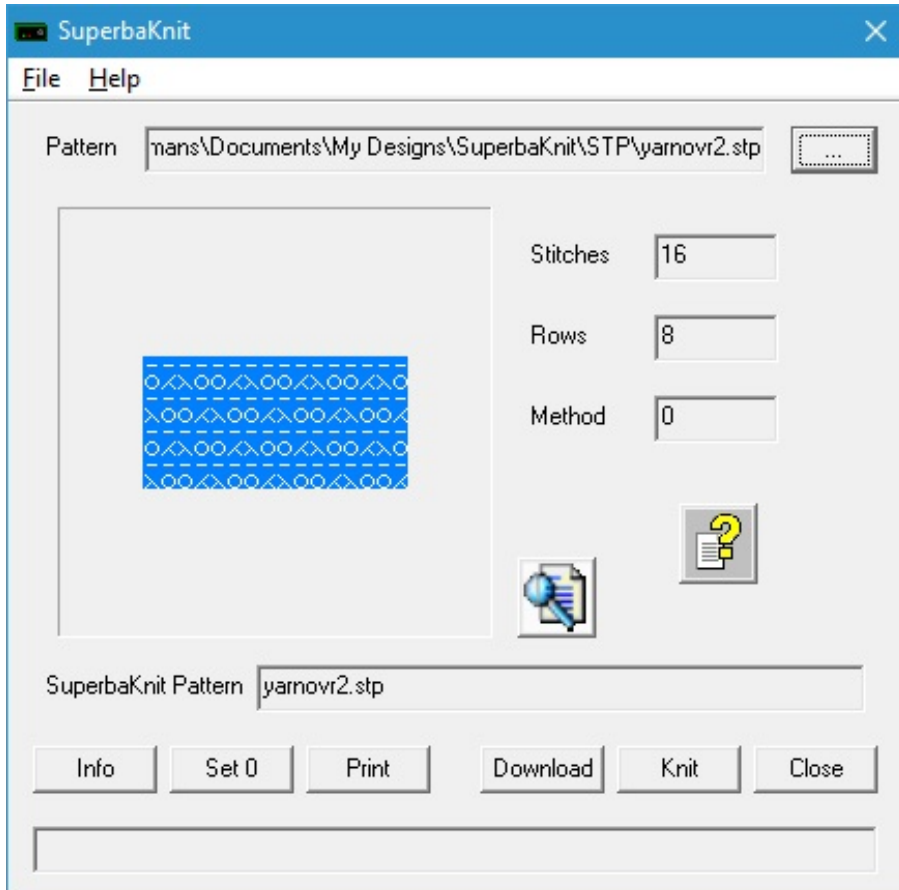 SuperbaKnit
File Help
Pattern mans\Documents\My Designs\SuperbaKnit\STP\yarnovr2.stp ...
Stitches 16
Rows 8
Method 0
SuperbaKnit Pattern yarnovr2.stp
Info Set 0 Print Download Knit Close